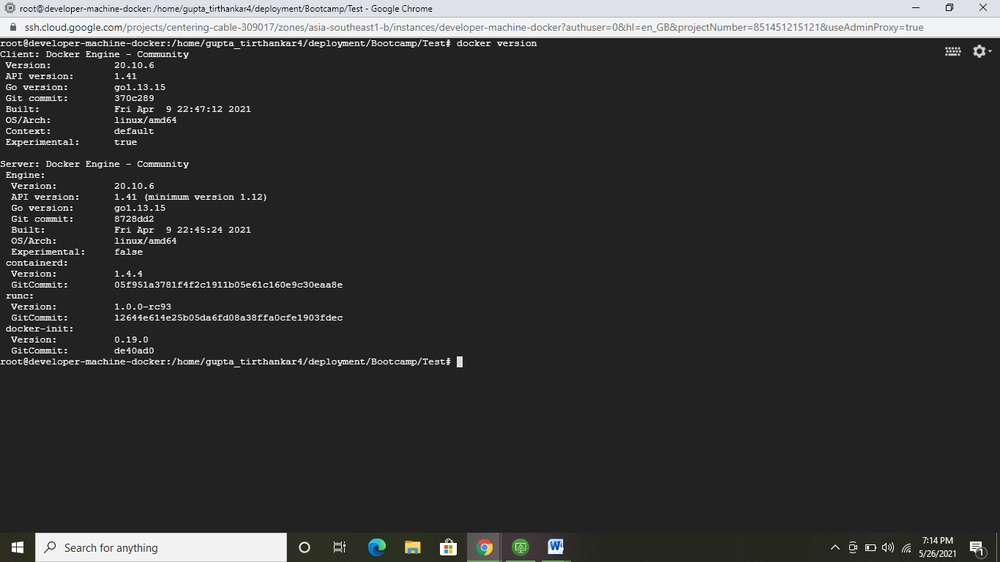 root@developer-machine-docker: /home/gupta_tirthankar4/deployment/Bootcamp/Test - Google Chrome
ssh.cloud.google.com/projects/centering-cable-309017/zones/asia-southeast1-b/instances/developer-machine-docker?authuser=0&hl=en_GB&projectNumber=851451215121&useAdminProxy=true
root@developer-machine-docker:/home/gupta_tirthankar4/deployment/Bootcamp/Test# docker version
Client: Docker Engine - Community
 Version:           20.10.6
 API version:       1.41
 Go version:        go1.13.15
 Git commit:        370c289
 Built:             Fri Apr  9 22:47:12 2021
 OS/Arch:           linux/amd64
 Context:           default
 Experimental:      true

Server: Docker Engine - Community
 Engine:
  Version:          20.10.6
  API version:      1.41 (minimum version 1.12)
  Go version:       go1.13.15
  Git commit:       8728dd2
  Built:            Fri Apr  9 22:45:24 2021
  OS/Arch:          linux/amd64
  Experimental:     false
 containerd:
  Version:          1.4.4
  GitCommit:        05f951a3781f4f2c1911b05e61c160e9c30eaa8e
 runc:
  Version:          1.0.0-rc93
  GitCommit:        12644e614e25b05da6fd08a38ffa0cfe1903fdec
 docker-init:
  Version:          0.19.0
  GitCommit:        de40ad0
root@developer-machine-docker:/home/gupta_tirthankar4/deployment/Bootcamp/Test#
Search for anything
7:14 PM
5/26/2021
1